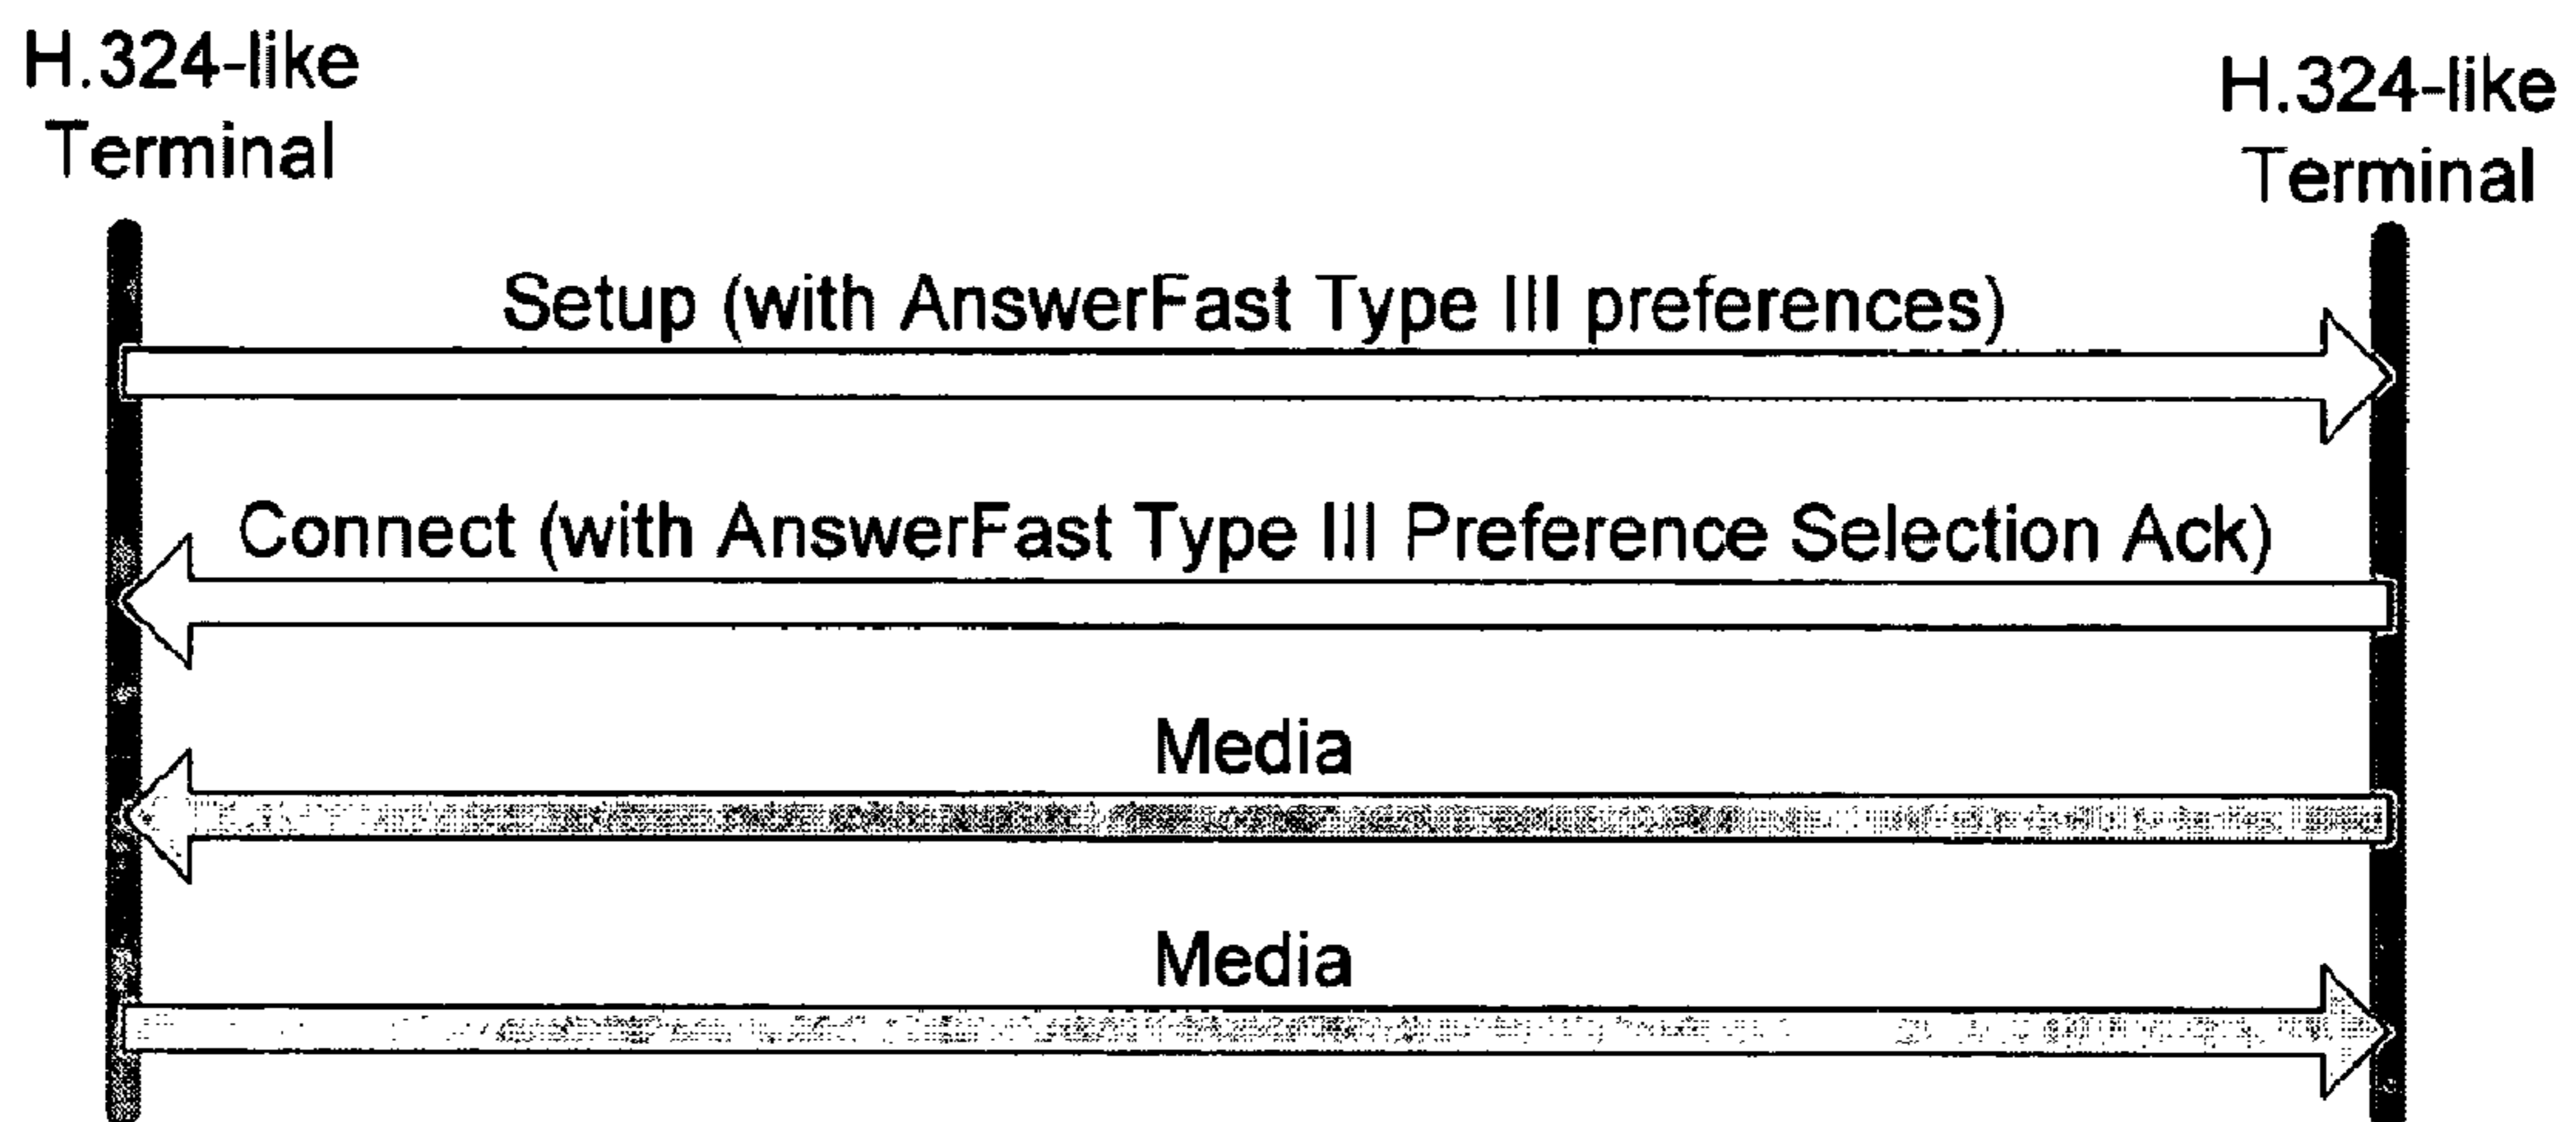 H.324-like
Terminal
H.324-like
Terminal
Setup (with AnswerFast Type III preferences)
Connect (with AnswerFast Type III Preference Selection Ack)
Media
Media